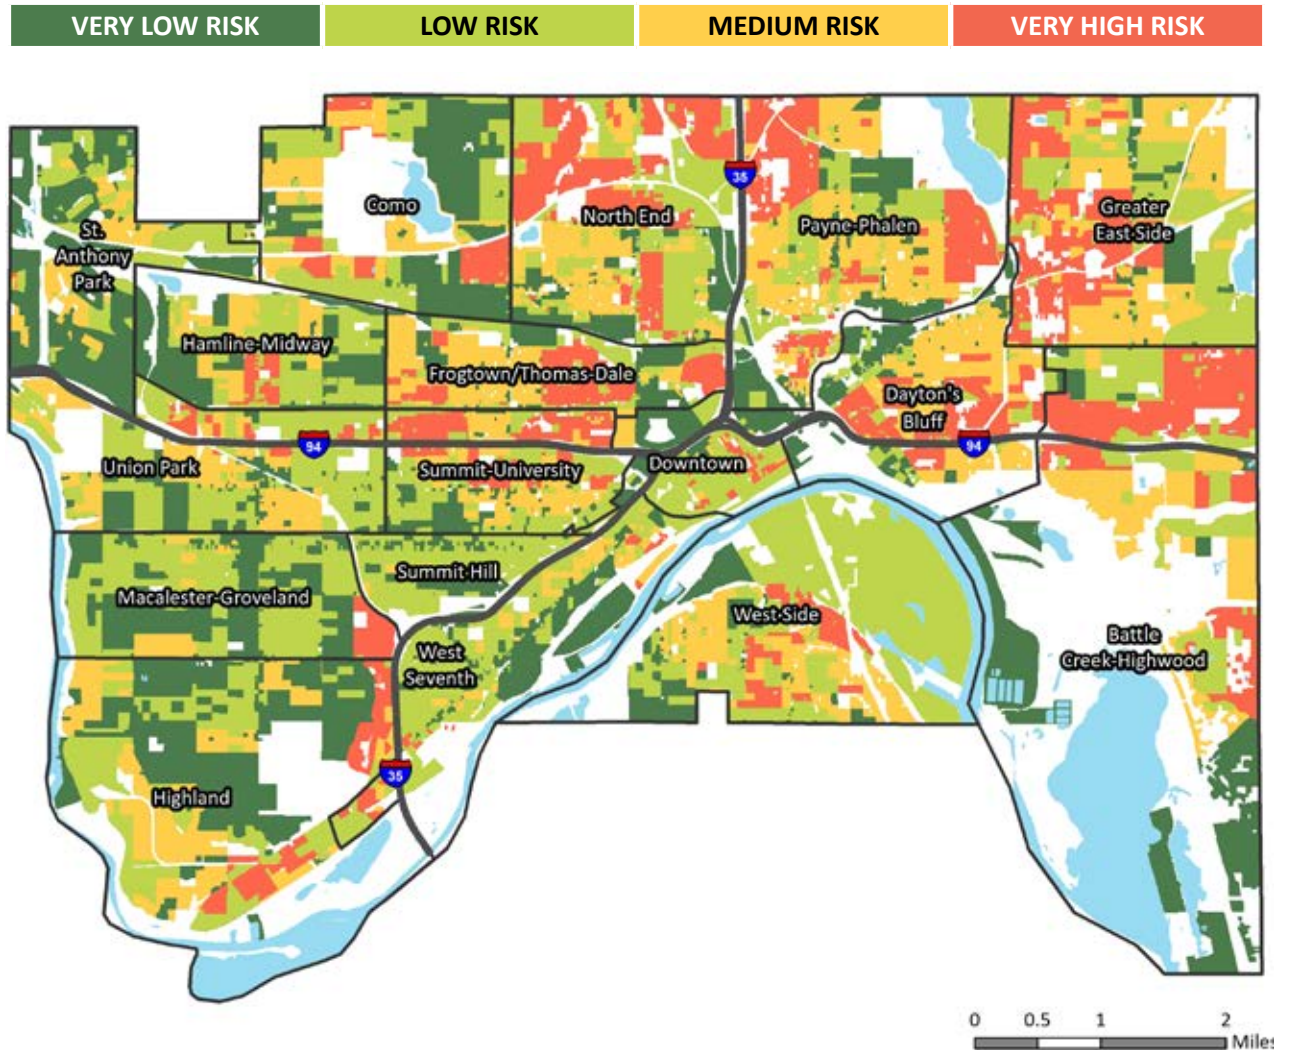 VERY LOW RISK
LOW RISK
MEDIUM RISK
VERY HIGH RISK
35
Como
North End
Payne-Phalen
Greater
East Side
St.
Anthony
Park
Hamline-Midway
Frogtown/Thomas-Dale
Dayton's
Bluff
94
94
Union Park
Summit-University
Downtown
Summit Hill
Macalester-Groveland
West Side
West
Seventh
Battle
Creek-Highwood
35
Highland
0 0.5 1 2
Miles